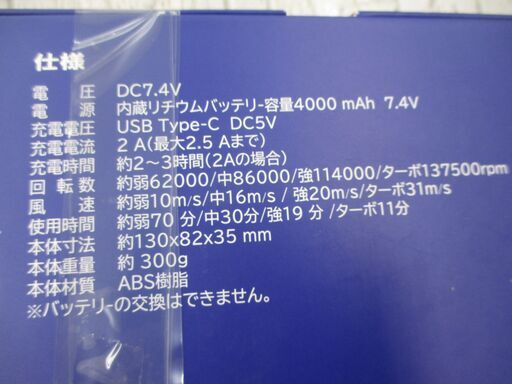 仕様
電　圧　DC7.4V
電　源　内蔵リチウムバッテリ-容量4000 mAh 7.4V
充電電圧　USB Type-C DC5V
充電電流　2 A(最大2.5 Aまで)
充電時間　約2～3時間(2Aの場合)
回 転 数　約弱62000/中86000/強114000/ターボ137500rpm
風　速　約弱10m/s/中16m/s / 強20m/s/ターボ31m/s
使用時間　約弱70 分/中30分/強19 分 /ターボ11分
本体寸法　約130x82x35 mm
本体重量　約 300g
本体材質　ABS樹脂
※バッテリーの交換はできません。